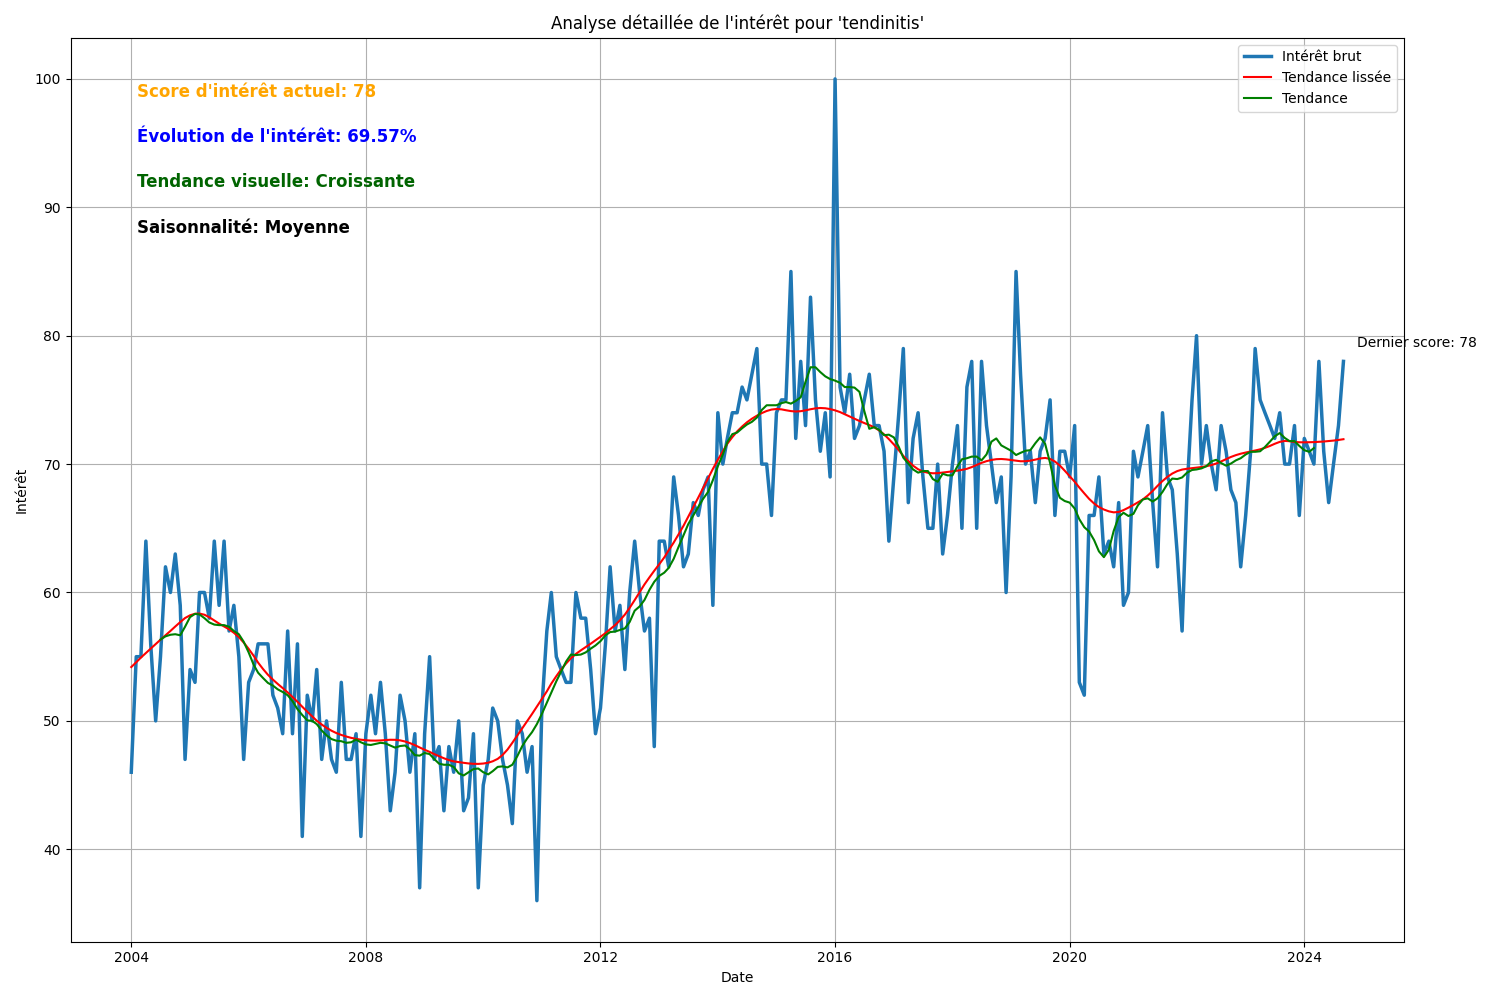 Analyse détaillée de l'intérêt pour 'tendinitis'
Intérêt brut
Tendance lissée
Tendance
Score d'intérêt actuel: 78
Évolution de l'intérêt: 69.57%
Tendance visuelle: Croissante
Saisonnalité: Moyenne
Dernier score: 78
Intérêt
100
90
80
70
60
50
40
2004
2008
2012
2016
2020
2024
Date